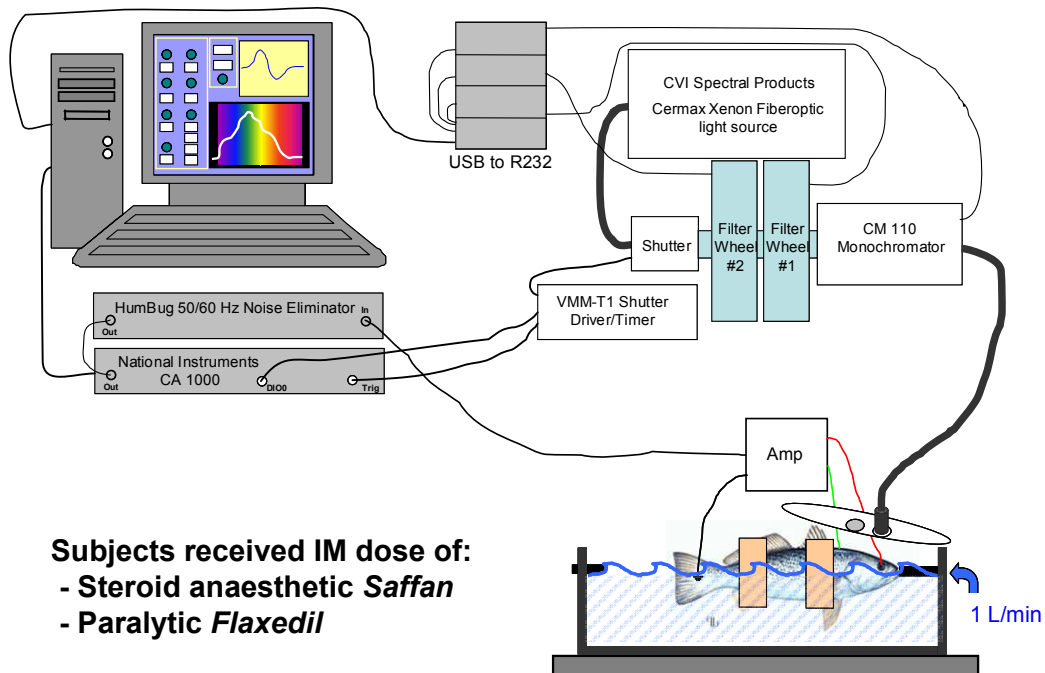 USB to R232
CVI Spectral Products
Cermax Xenon Fiberoptic
light source
Shutter
Filter
Wheel
#2
Filter
Wheel
#1
CM 110
Monochromator
VMM-T1 Shutter
Driver/Timer
HumBug 50/60 Hz Noise Eliminator
In
Out
National Instruments
CA 1000
Out
DIO0
Trig
Amp
1 L/min
Subjects received IM dose of:
- Steroid anaesthetic Saffan
- Paralytic Flaxedil